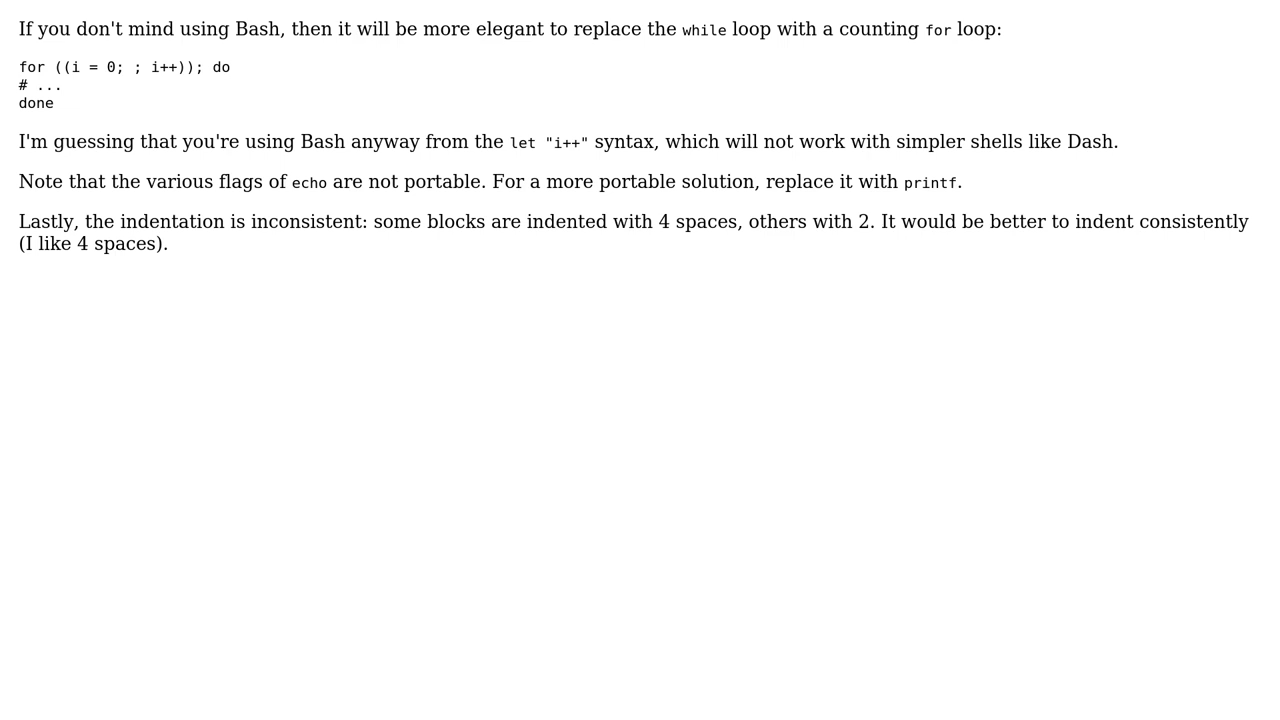 If you don't mind using Bash, then it will be more elegant to replace the while loop with a counting for loop:
for ((i = 0; ; i++)); do
# ...
done
I'm guessing that you're using Bash anyway from the let "i++" syntax, which will not work with simpler shells like Dash.
Note that the various flags of echo are not portable. For a more portable solution, replace it with printf.
Lastly, the indentation is inconsistent: some blocks are indented with 4 spaces, others with 2. It would be better to indent consistently
(I like 4 spaces).